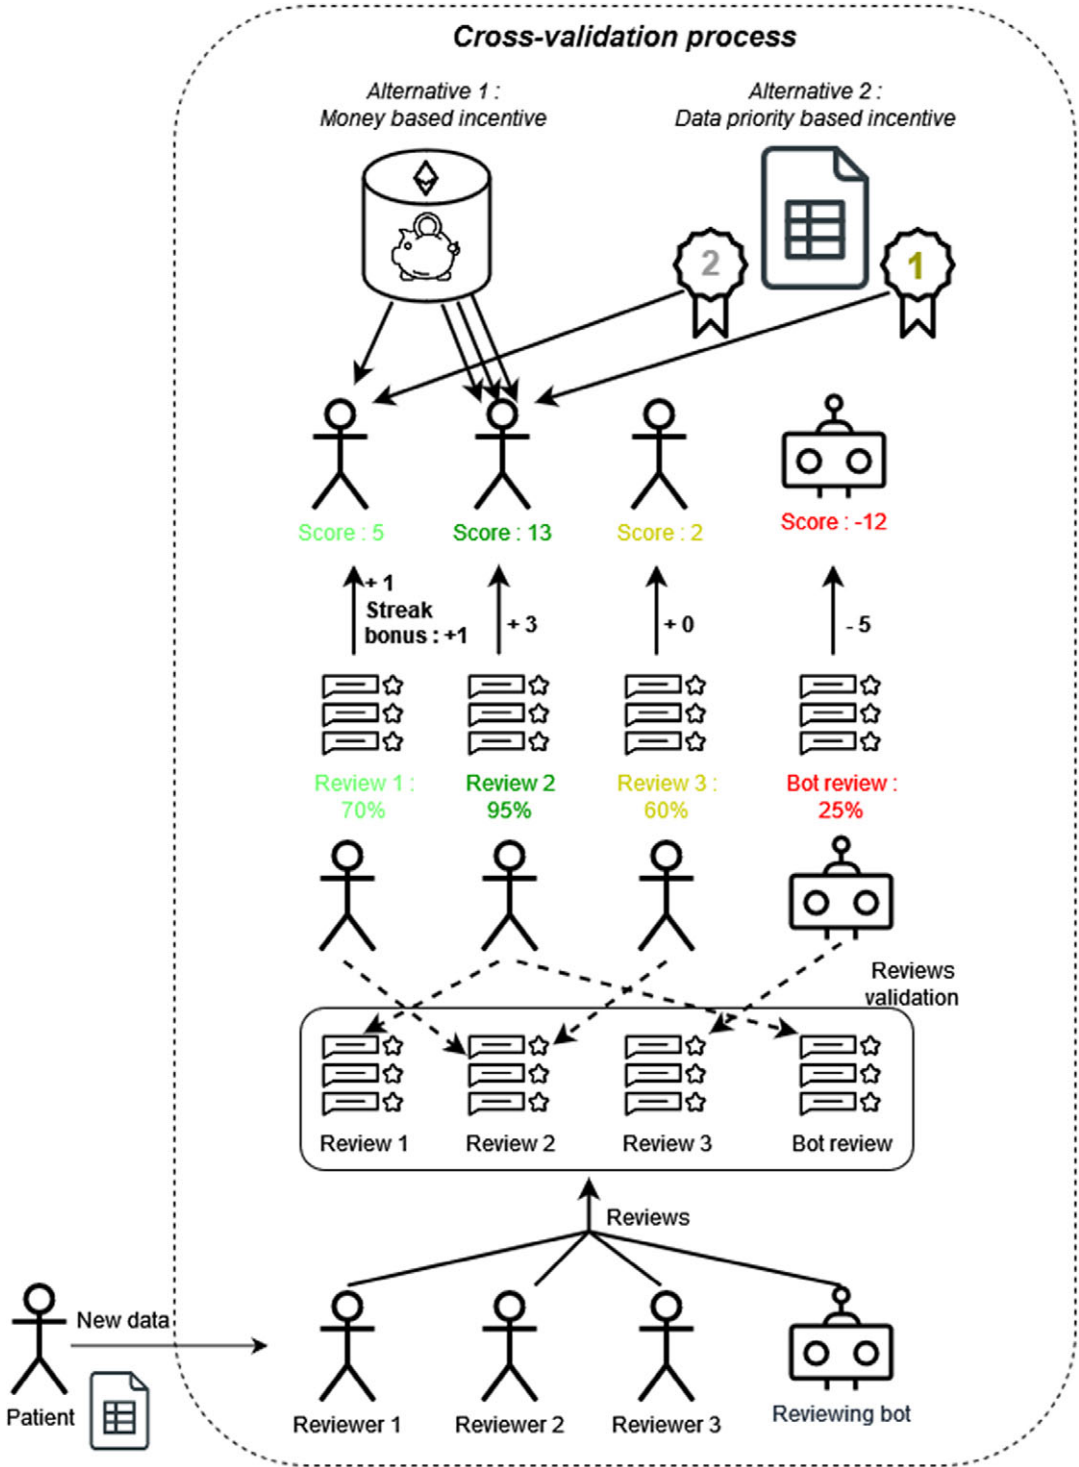 Cross-validation process
Alternative 1 :
Money based incentive
Alternative 2 :
Data priority based incentive
2
1
Score : 5
Score : 13
Score : 2
Score : -12
+ 1
Streak
bonus : +1
+ 3
+ 0
- 5
Review 1 :
70%
Review 2
95%
Review 3 :
60%
Bot review :
25%
Reviews
validation
Review 1
Review 2
Review 3
Bot review
Reviews
New data
Patient
Reviewer 1
Reviewer 2
Reviewer 3
Reviewing bot